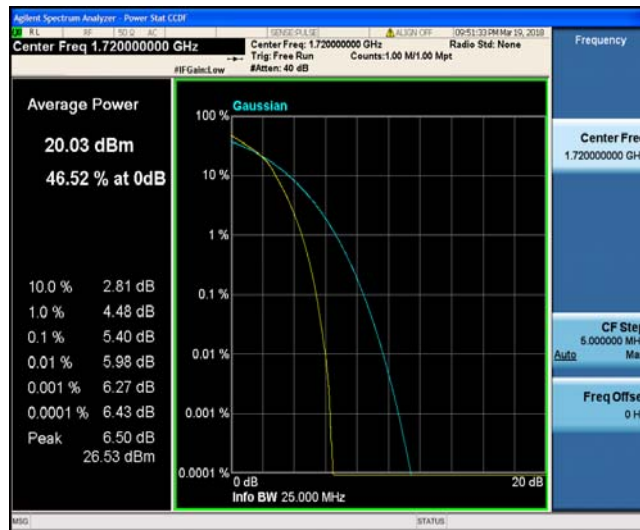 Agilent Spectrum Analyzer - Power Stat CCDF
RL RF 50 Ω AC SENSE:PULSE ALIGN OFF 09:51:33 PM Mar 19, 2018
Center Freq 1.720000000 GHz
Center Freq: 1.720000000 GHz Radio Std: None
Trig: Free Run Counts:1.00 M/1.00 Mpt
#IFGain:Low #Atten: 40 dB
Frequency
Average Power
20.03 dBm
46.52 % at 0dB
10.0 % 2.81 dB
1.0 % 4.48 dB
0.1 % 5.40 dB
0.01 % 5.98 dB
0.001 % 6.27 dB
0.0001 % 6.43 dB
Peak 6.50 dB
26.53 dBm
Gaussian
100 %
10 %
1 %
0.1 %
0.01 %
0.001 %
0.0001 %
0 dB 20 dB
Info BW 25.000 MHz
Center Fre
1.720000000 GH
CF Step
5.000000 MH
Auto Ma
Freq Offse
0 H
MSG STATUS